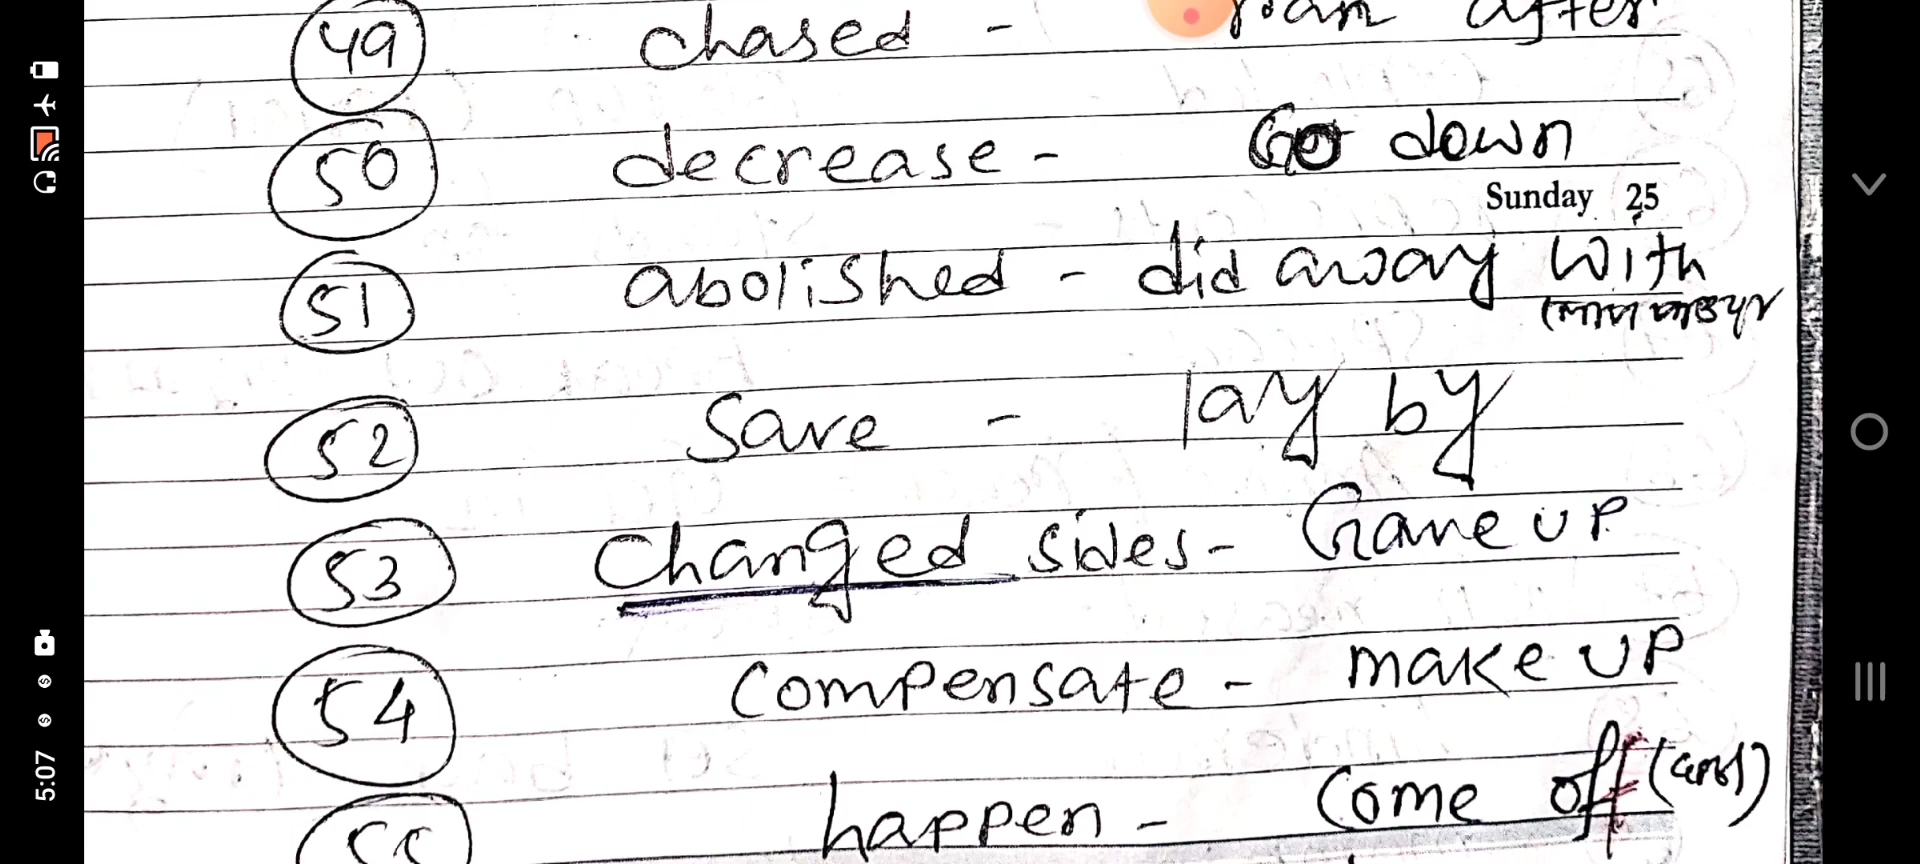 49 chased - ran after
50 decrease - Go down
Sunday 25
51 abolished - did away with
52 Save - lay by
53 Changed sides - Gave up
54 Compensate - make up
55 happen - Come off
5:07